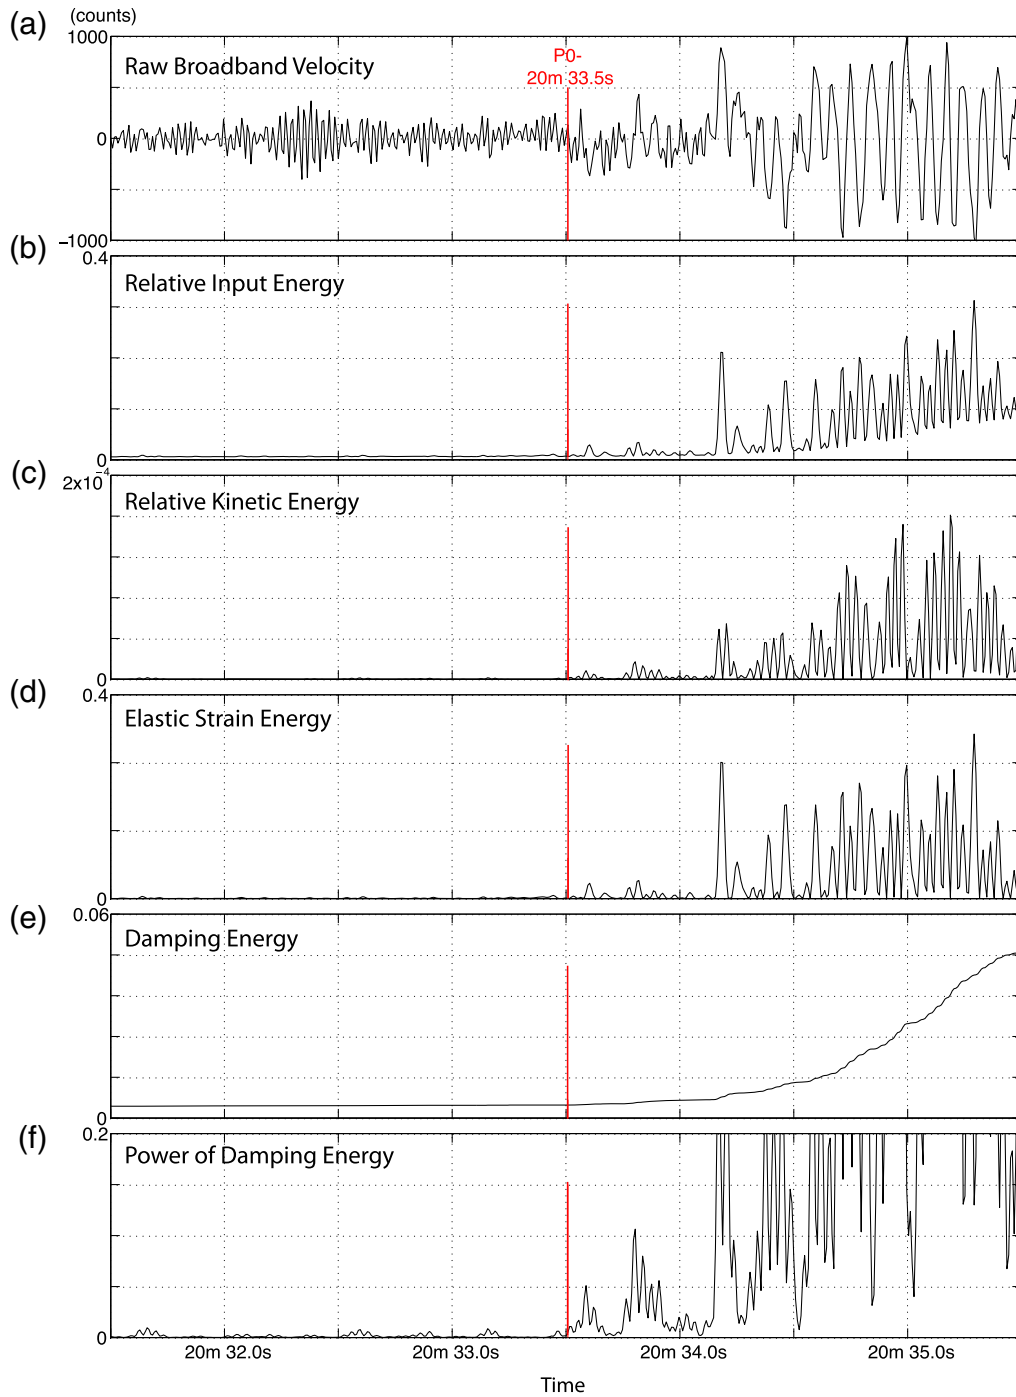 (a)
(counts)
1000
Raw Broadband Velocity
P0-
20m 33.5s
0
−1000
(b)
0.4
Relative Input Energy
0
(c)
2x10⁻⁴
Relative Kinetic Energy
0
(d)
0.4
Elastic Strain Energy
0
(e)
0.06
Damping Energy
0
(f)
0.2
Power of Damping Energy
0
20m 32.0s 20m 33.0s 20m 34.0s 20m 35.0s
Time